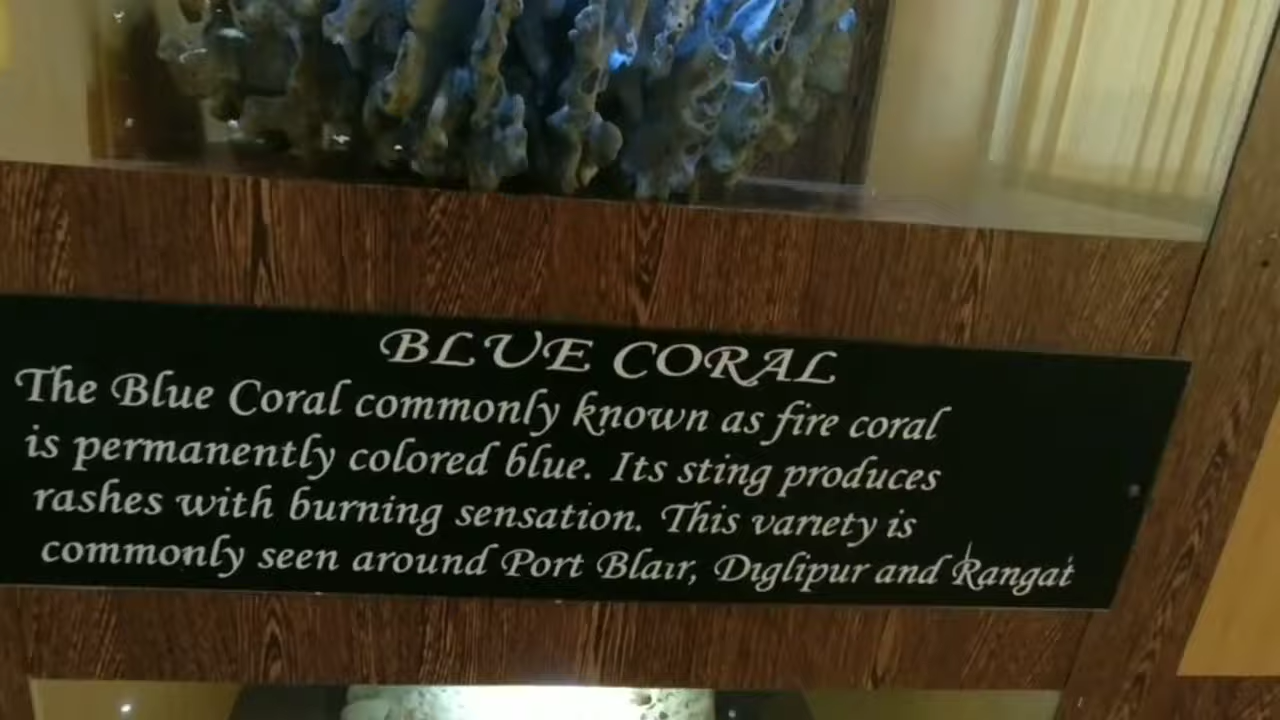 BLUE CORAL
The Blue Coral commonly known as fire coral
is permanently colored blue. Its sting produces
rashes with burning sensation. This variety is
commonly seen around Port Blair, Diglipur and Rangat